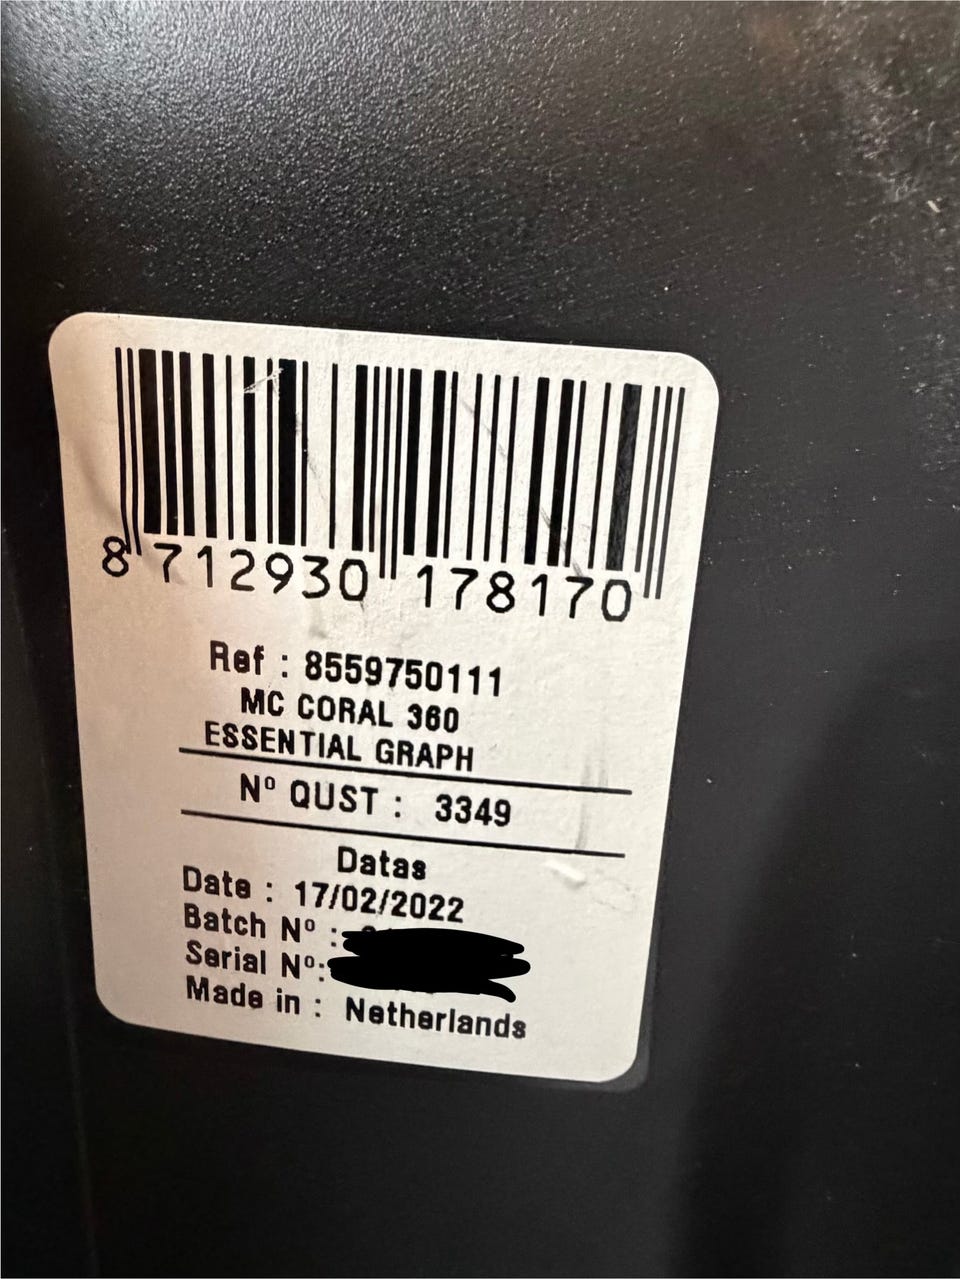 8 712930 178170
Ref : 8559750111
MC CORAL 360
ESSENTIAL GRAPH
Nº QUST : 3349
Datas
Date : 17/02/2022
Batch Nº :
Serial Nº:
Made in : Netherlands